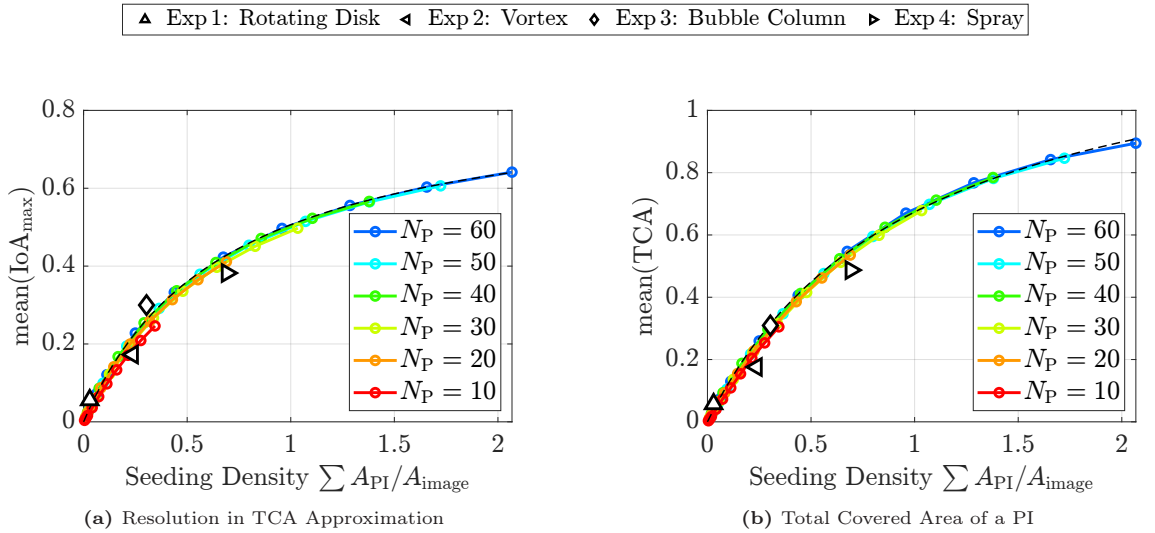 Exp 1: Rotating Disk Exp 2: Vortex Exp 3: Bubble Column Exp 4: Spray
0.8
0.6
0.4
0.2
0
mean(IoA_max)
N_P = 60
N_P = 50
N_P = 40
N_P = 30
N_P = 20
N_P = 10
0 0.5 1 1.5 2
Seeding Density ∑ A_PI/A_image
(a) Resolution in TCA Approximation
1
0.8
0.6
0.4
0.2
0
mean(TCA)
N_P = 60
N_P = 50
N_P = 40
N_P = 30
N_P = 20
N_P = 10
0 0.5 1 1.5 2
Seeding Density ∑ A_PI/A_image
(b) Total Covered Area of a PI